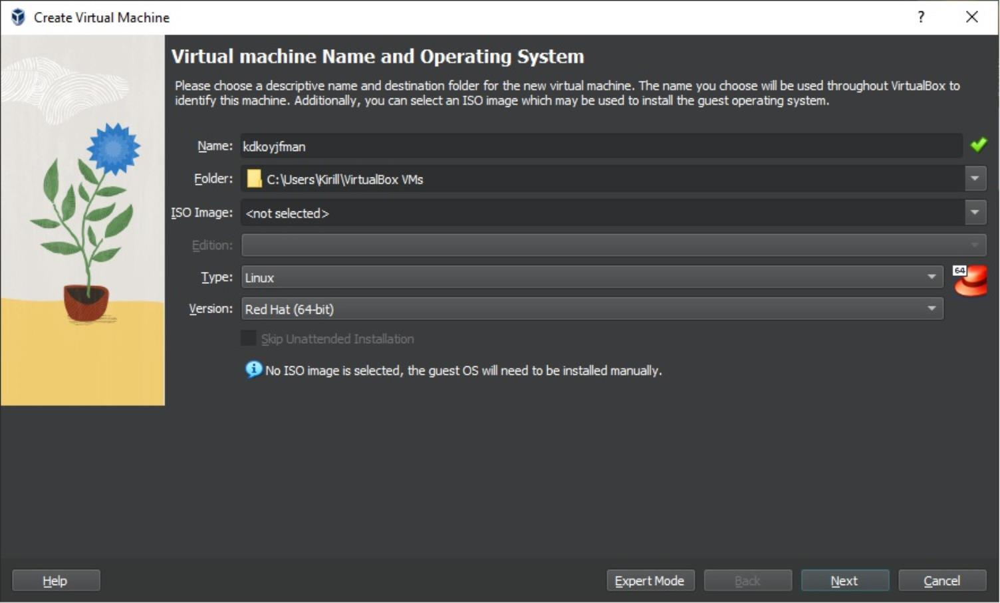 Create Virtual Machine
?
Virtual machine Name and Operating System
Please choose a descriptive name and destination folder for the new virtual machine. The name you choose will be used throughout VirtualBox to
identify this machine. Additionally, you can select an ISO image which may be used to install the guest operating system.
Name: kdkoyjfman
Folder: C:\Users\Kirill\VirtualBox VMs
ISO Image: <not selected>
Edition:
Type: Linux
64
Version: Red Hat (64-bit)
Skip Unattended Installation
No ISO image is selected, the guest OS will need to be installed manually.
Help Expert Mode Back Next Cancel